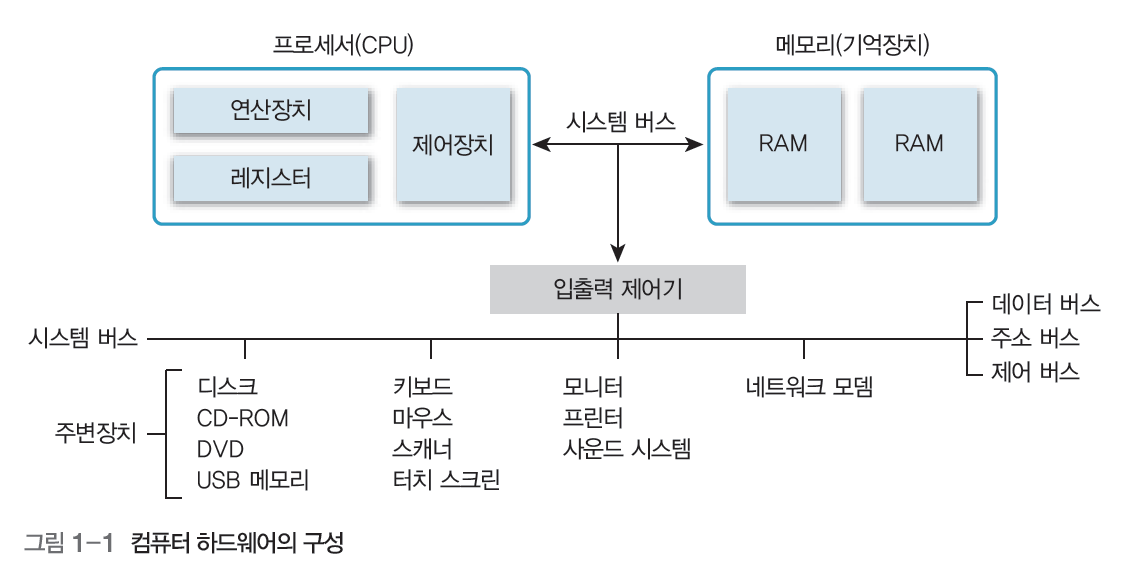 프로세서(CPU)
메모리(기억장치)
연산장치
레지스터
제어장치
시스템 버스
RAM
RAM
입출력 제어기
시스템 버스
데이터 버스
주소 버스
제어 버스
주변장치
디스크
CD-ROM
DVD
USB 메모리
키보드
마우스
스캐너
터치 스크린
모니터
프린터
사운드 시스템
네트워크 모뎀
그림 1-1 컴퓨터 하드웨어의 구성